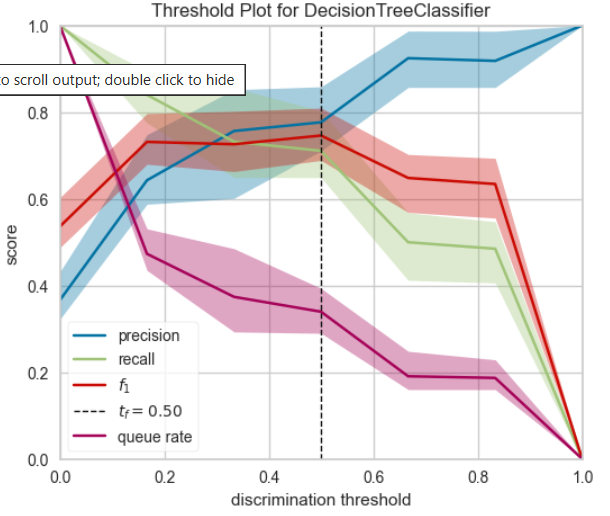 Threshold Plot for DecisionTreeClassifier
1.0
to scroll output; double click to hide
0.8
0.6
score
0.4
0.2
0.0
precision
recall
f1
tf = 0.50
queue rate
0.0 0.2 0.4 0.6 0.8 1.0
discrimination threshold